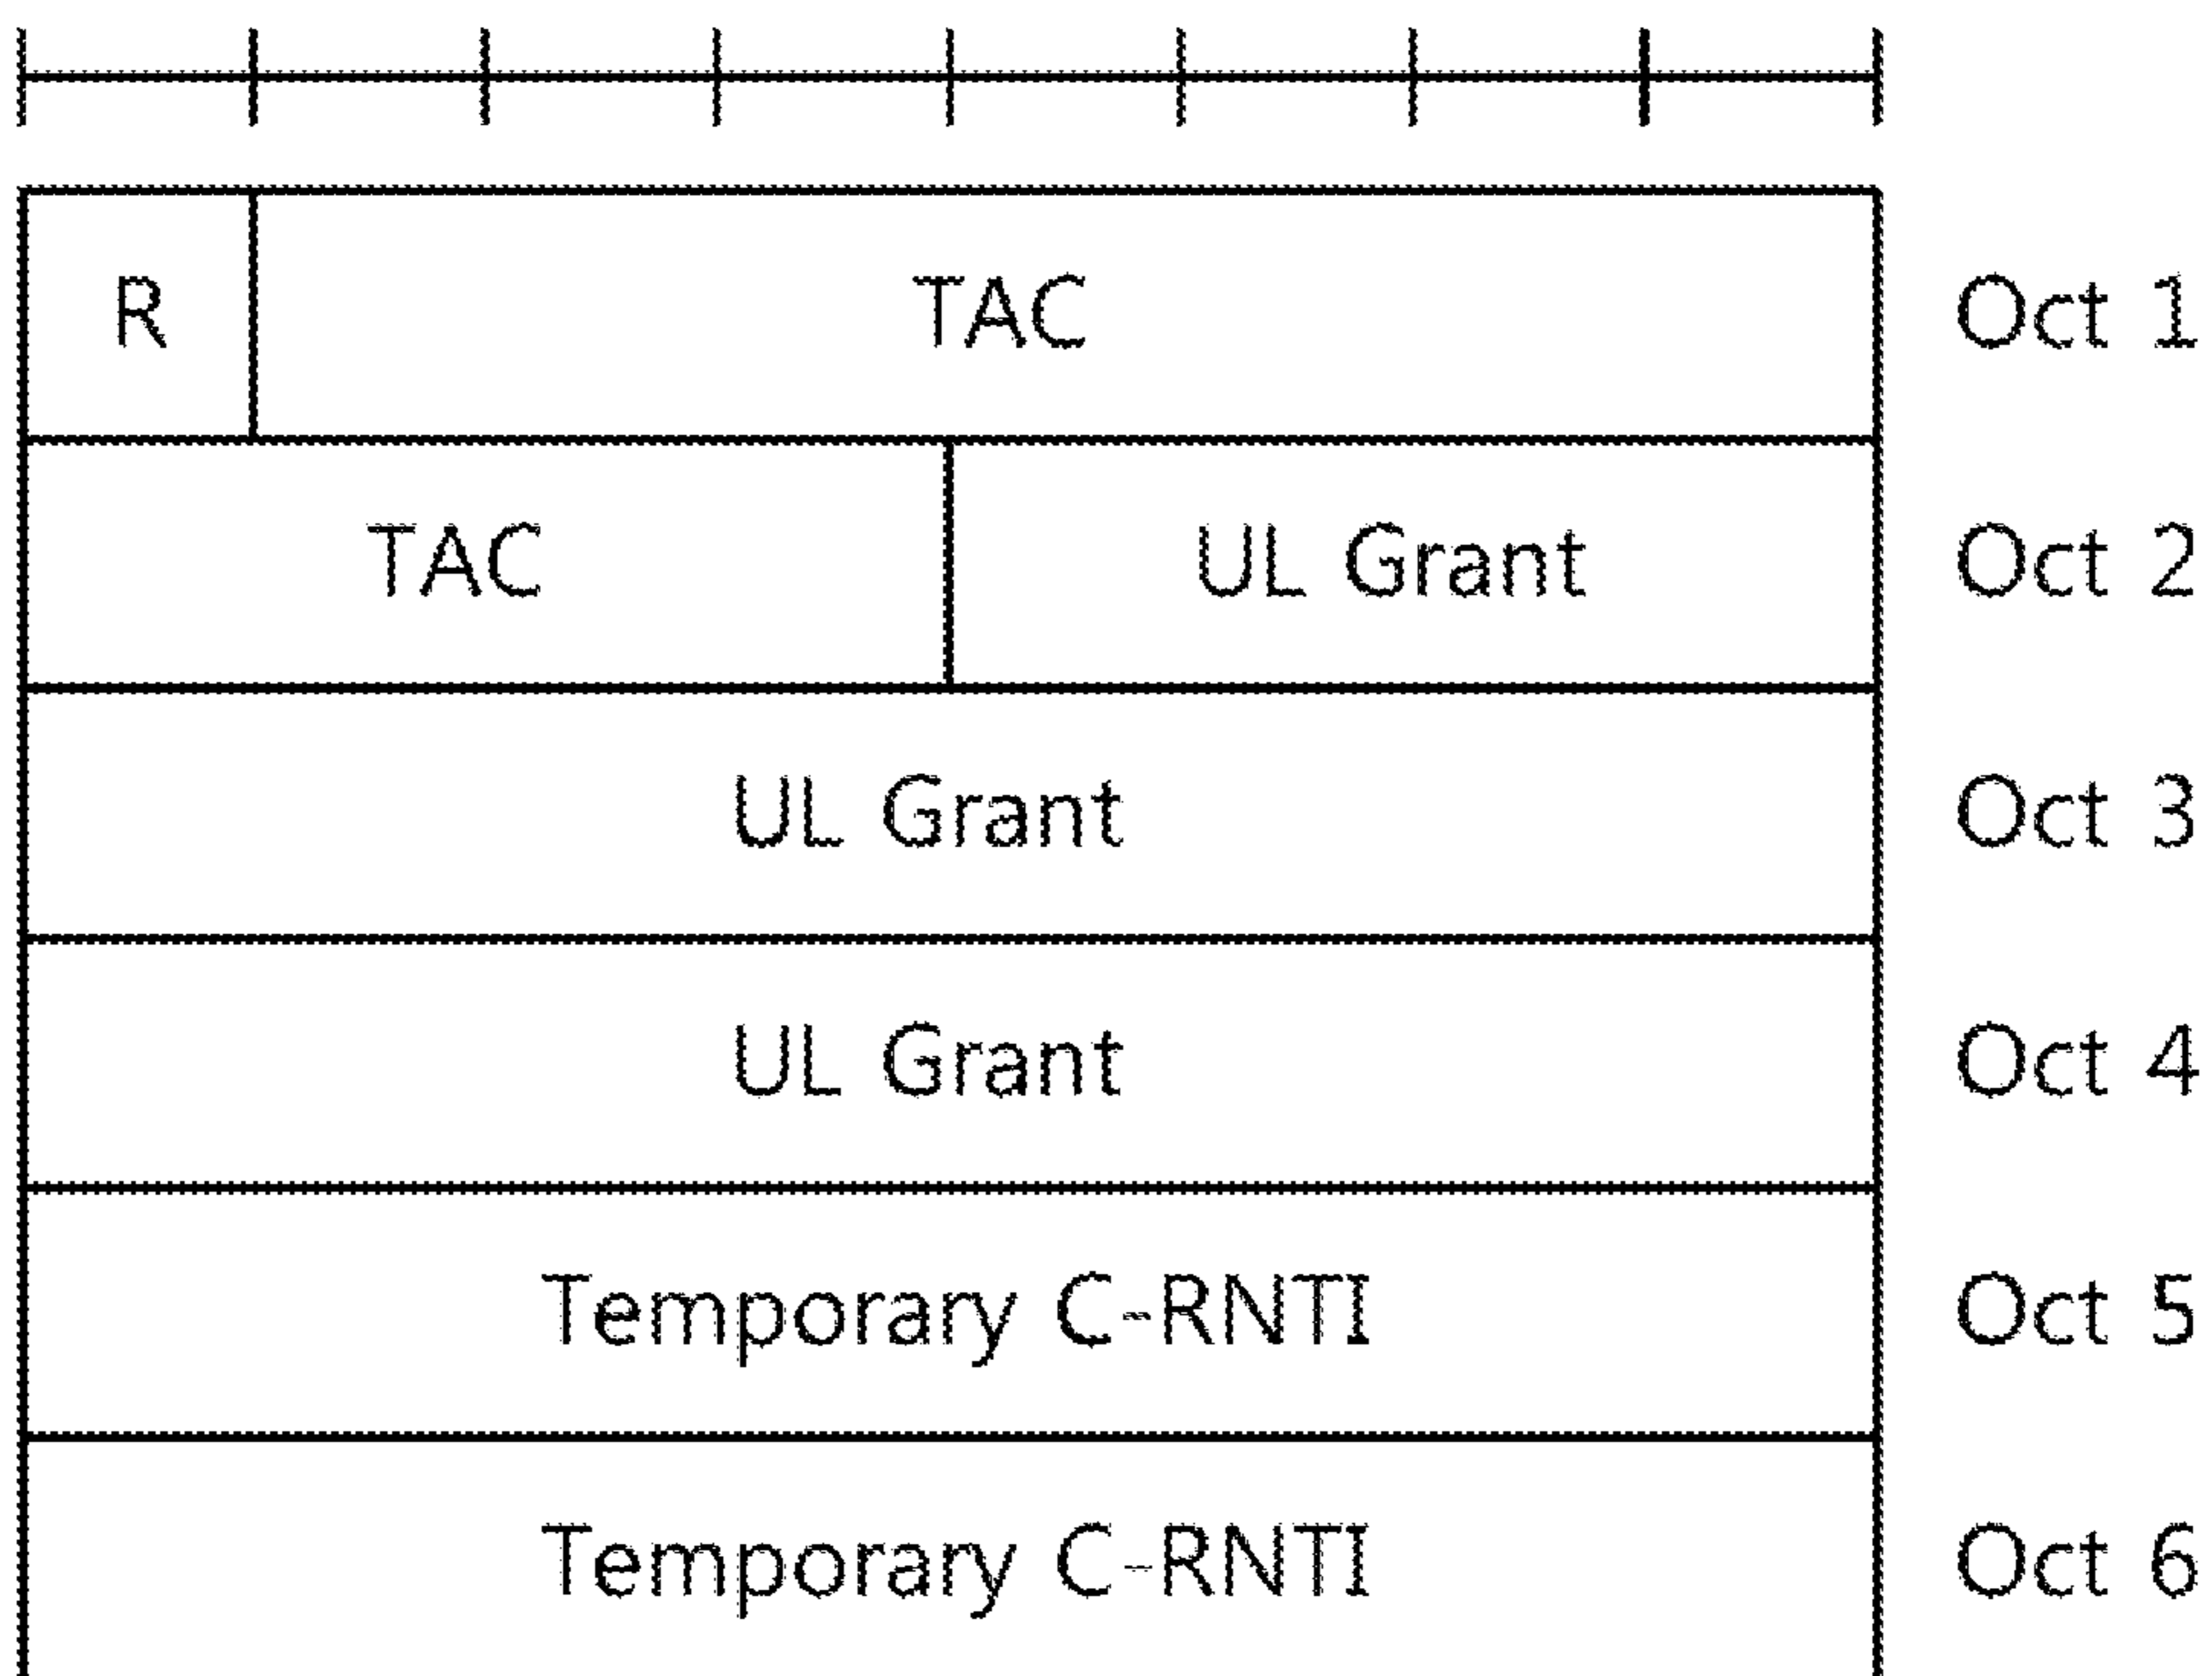 R TAC Oct 1
TAC UL Grant Oct 2
UL Grant Oct 3
UL Grant Oct 4
Temporary C-RNTI Oct 5
Temporary C-RNTI Oct 6